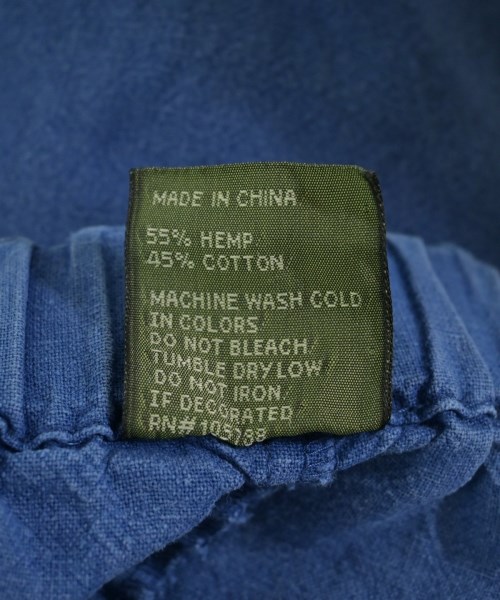 MADE IN CHINA
55% HEMP
45% COTTON
MACHINE WASH COLD
IN COLORS
DO NOT BLEACH
TUMBLE DRY LOW
DO NOT IRON
IF DECORATED
RN# 105738